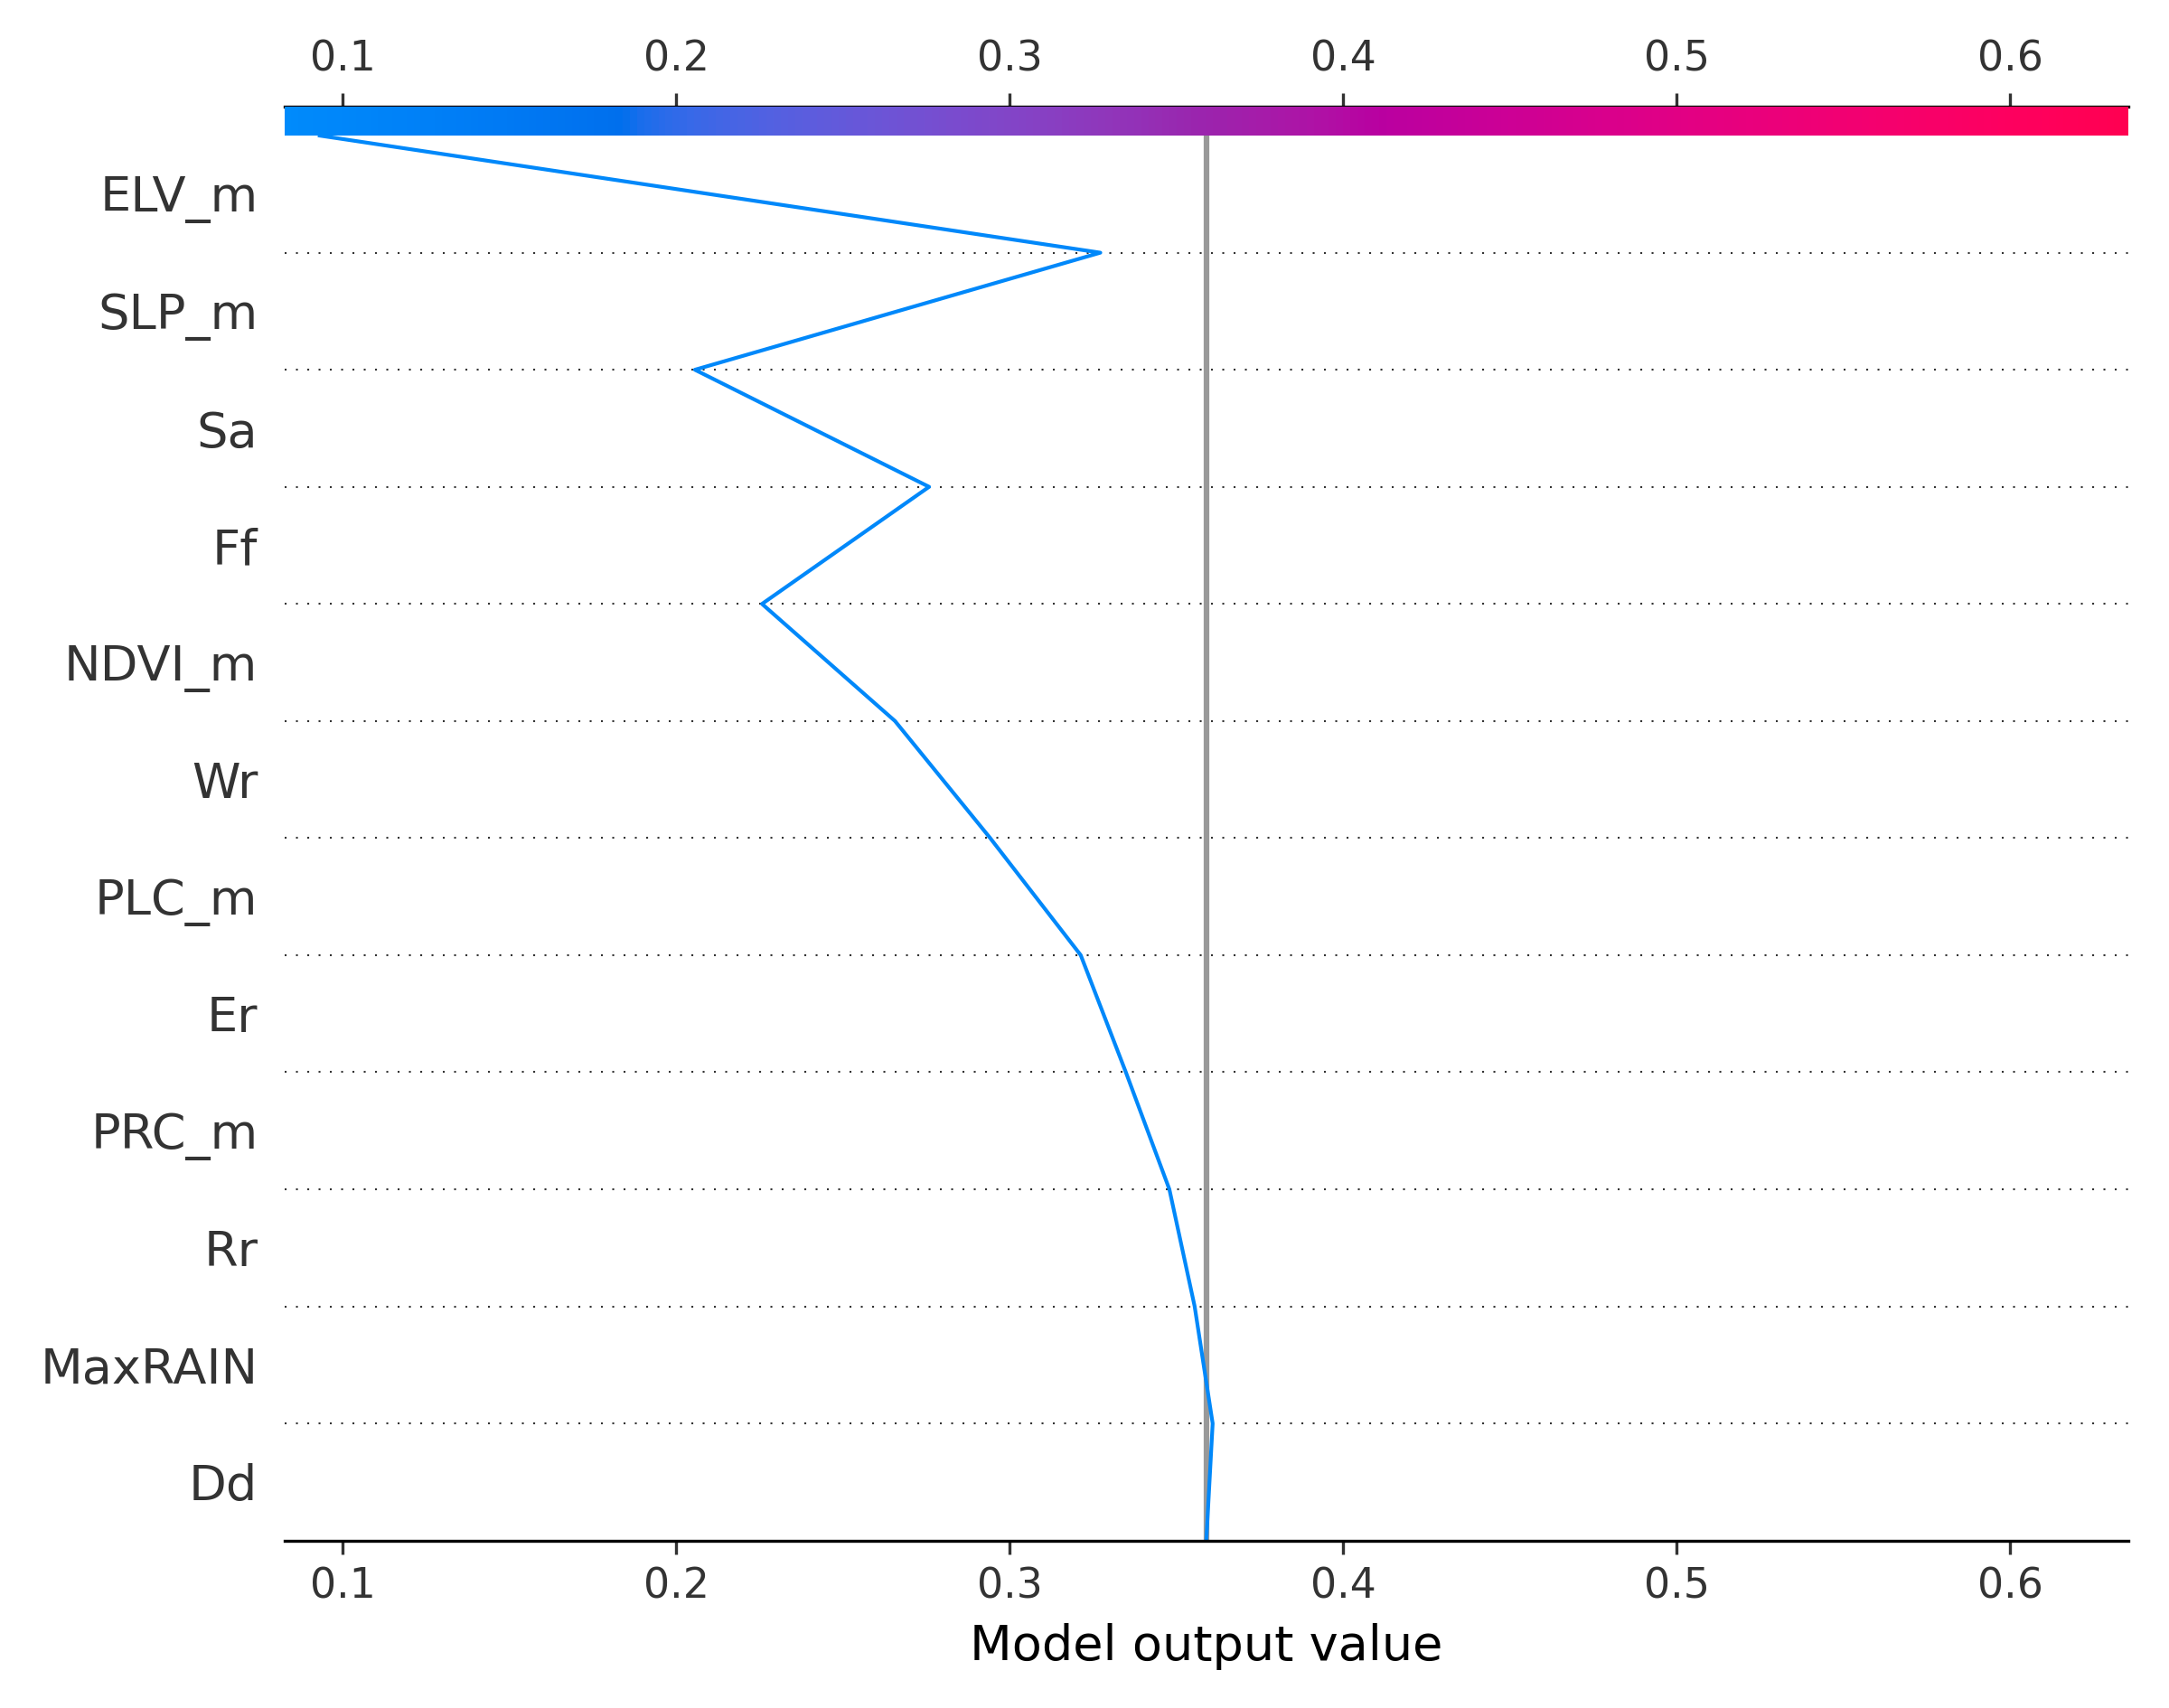 0.1 0.2 0.3 0.4 0.5 0.6
ELV_m
SLP_m
Sa
Ff
NDVI_m
Wr
PLC_m
Er
PRC_m
Rr
MaxRAIN
Dd
0.1 0.2 0.3 0.4 0.5 0.6
Model output value